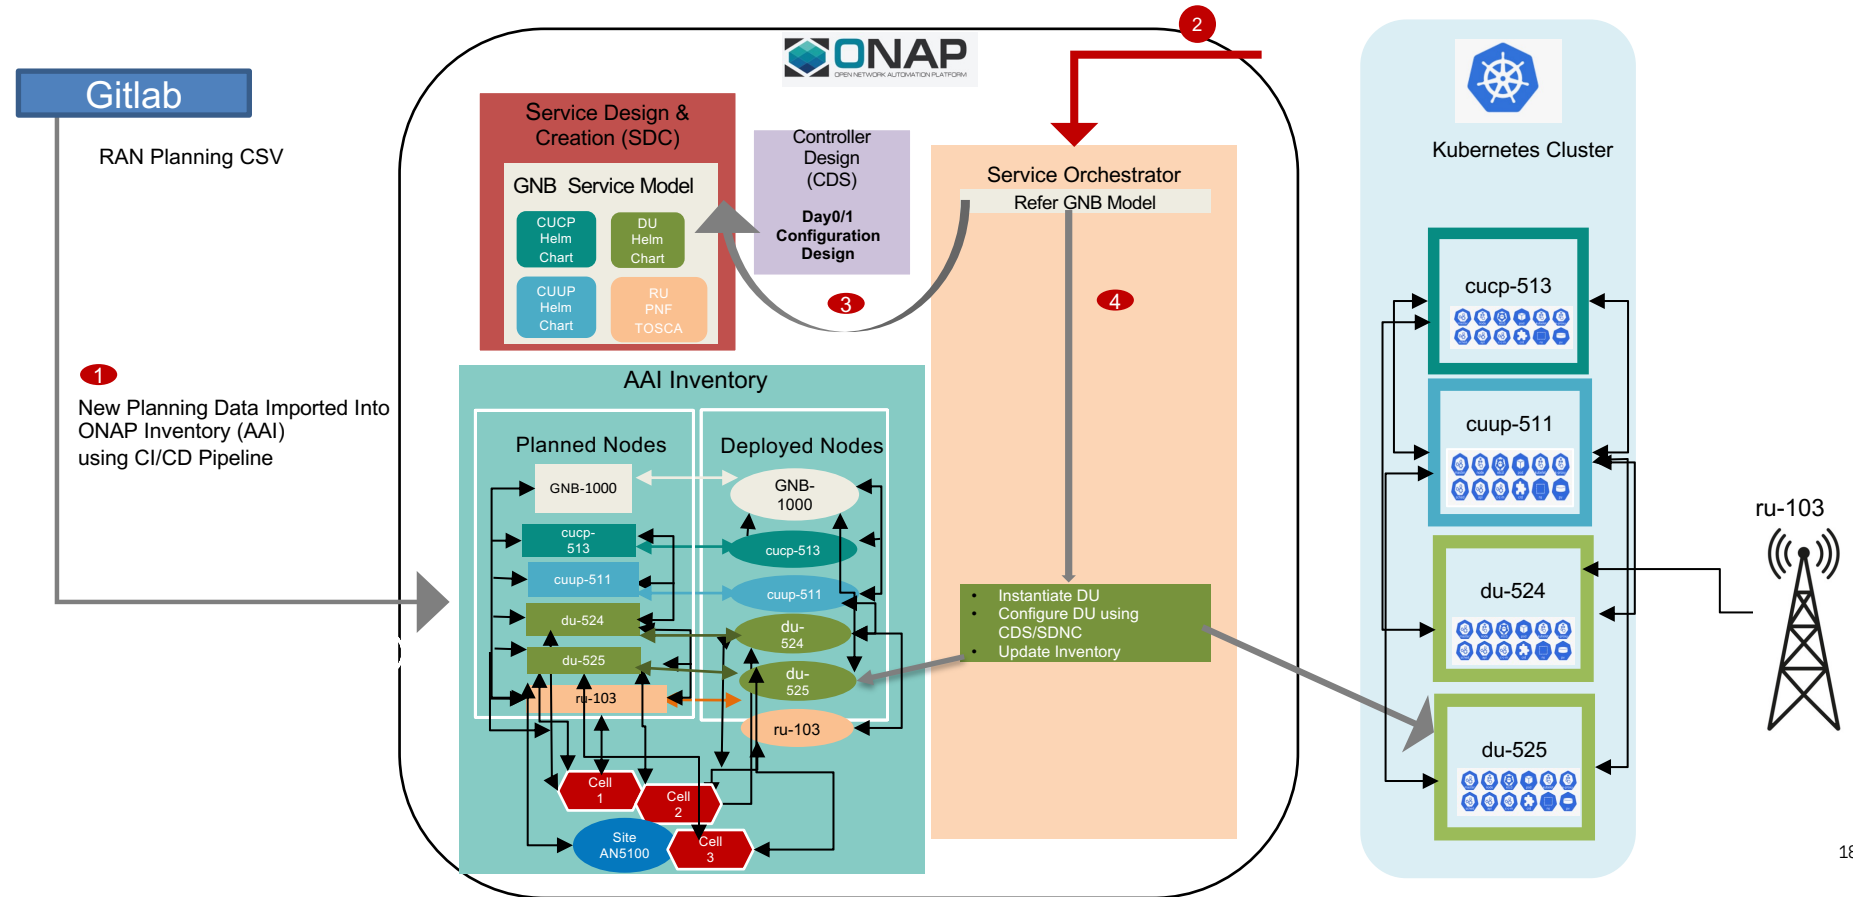 Gitlab
RAN Planning CSV
1
New Planning Data Imported Into
ONAP Inventory (AAI)
using CI/CD Pipeline
ONAP
OPEN NETWORK AUTOMATION PLATFORM
2
Service Design &
Creation (SDC)
GNB Service Model
CUCP
Helm
Chart
DU
Helm
Chart
CUUP
Helm
Chart
RU
PNF
TOSCA
Controller
Design
(CDS)
Day0/1
Configuration
Design
3
Service Orchestrator
Refer GNB Model
4
• Instantiate DU
• Configure DU using
CDS/SDNC
• Update Inventory
AAI Inventory
Planned Nodes
GNB-1000
cucp-
513
cuup-511
du-524
du-525
ru-103
Deployed Nodes
GNB-
1000
cucp-513
cuup-511
du-
524
du-
525
ru-103
Cell
1
Cell
2
Site
AN5100
Cell
3
Kubernetes Cluster
cucp-513
cuup-511
du-524
du-525
ru-103
18